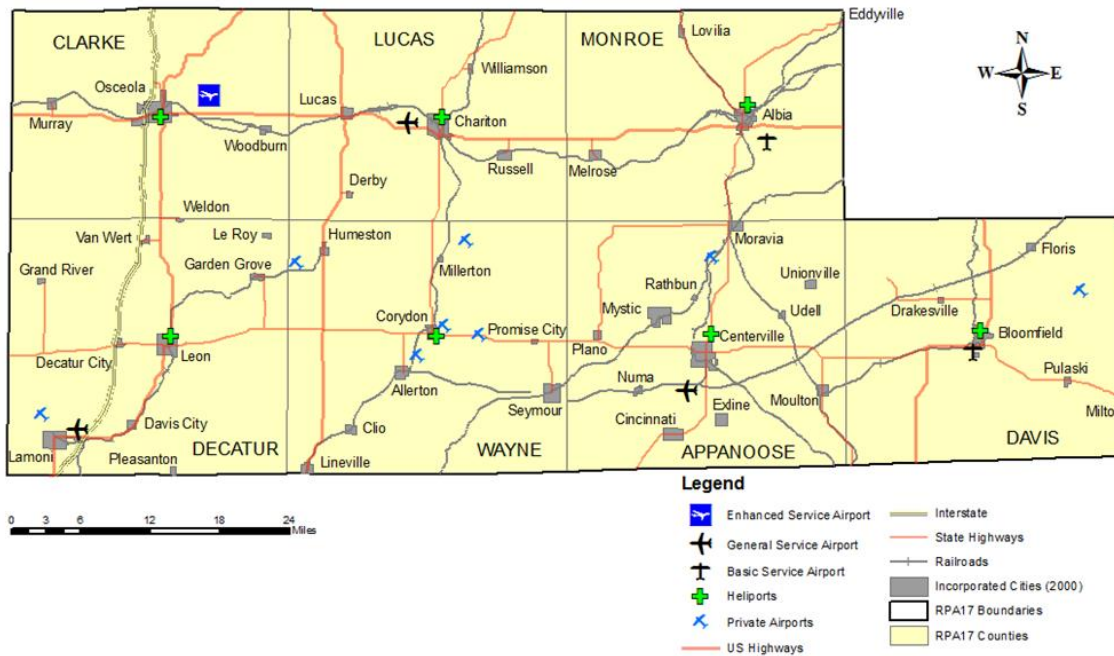 Eddyville
CLARKE
LUCAS
MONROE
Lovilia
N
W E
S
Williamson
Osceola
Lucas
Murray
Chariton
Albia
Woodburn
Russell
Melrose
Derby
Weldon
Van Wert
Le Roy
Humeston
Moravia
Floris
Grand River
Garden Grove
Millerton
Rathbun
Unionville
Mystic
Drakesville
Corydon
Promise City
Udell
Centerville
Bloomfield
Decatur City
Leon
Plano
Allerton
Numa
Pulaski
Seymour
Moulton
Milto
Davis City
Clio
Cincinnati
Exline
Lamoni
DECATUR
WAYNE
APPANOOSE
DAVIS
Pleasanton
Lineville
0 3 6 12 18 24
Miles
Legend
Enhanced Service Airport
General Service Airport
Basic Service Airport
Heliports
Private Airports
US Highways
Interstate
State Highways
Railroads
Incorporated Cities (2000)
RPA17 Boundaries
RPA17 Counties